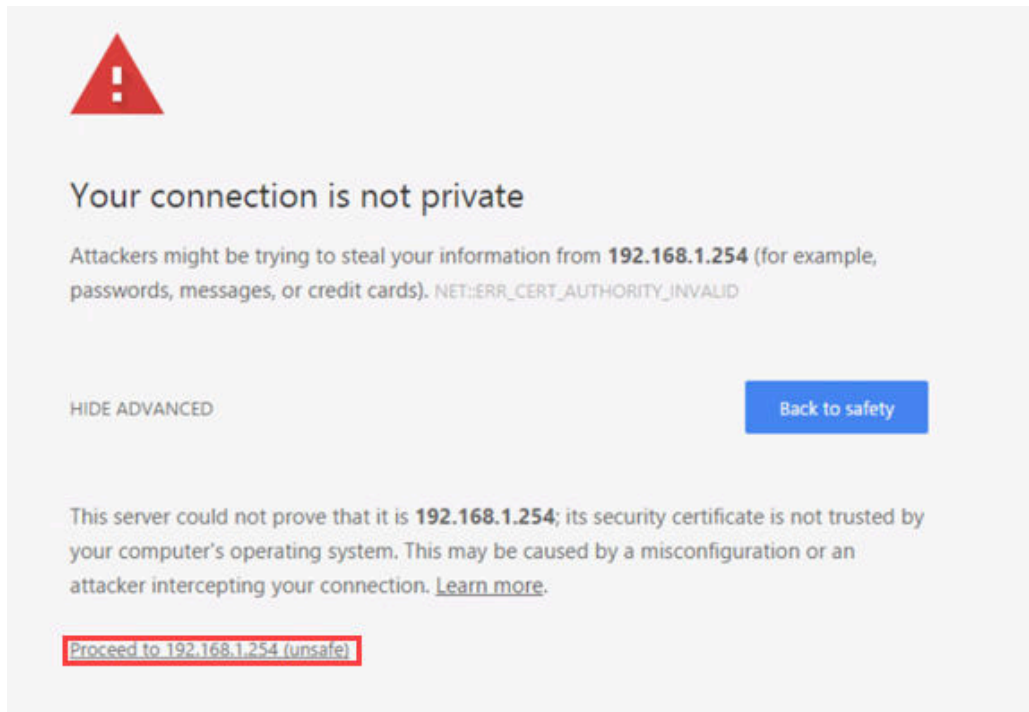 Your connection is not private
Attackers might be trying to steal your information from 192.168.1.254 (for example,
passwords, messages, or credit cards). NET::ERR_CERT_AUTHORITY_INVALID
HIDE ADVANCED
Back to safety
This server could not prove that it is 192.168.1.254; its security certificate is not trusted by
your computer's operating system. This may be caused by a misconfiguration or an
attacker intercepting your connection. Learn more.
Proceed to 192.168.1.254 (unsafe)